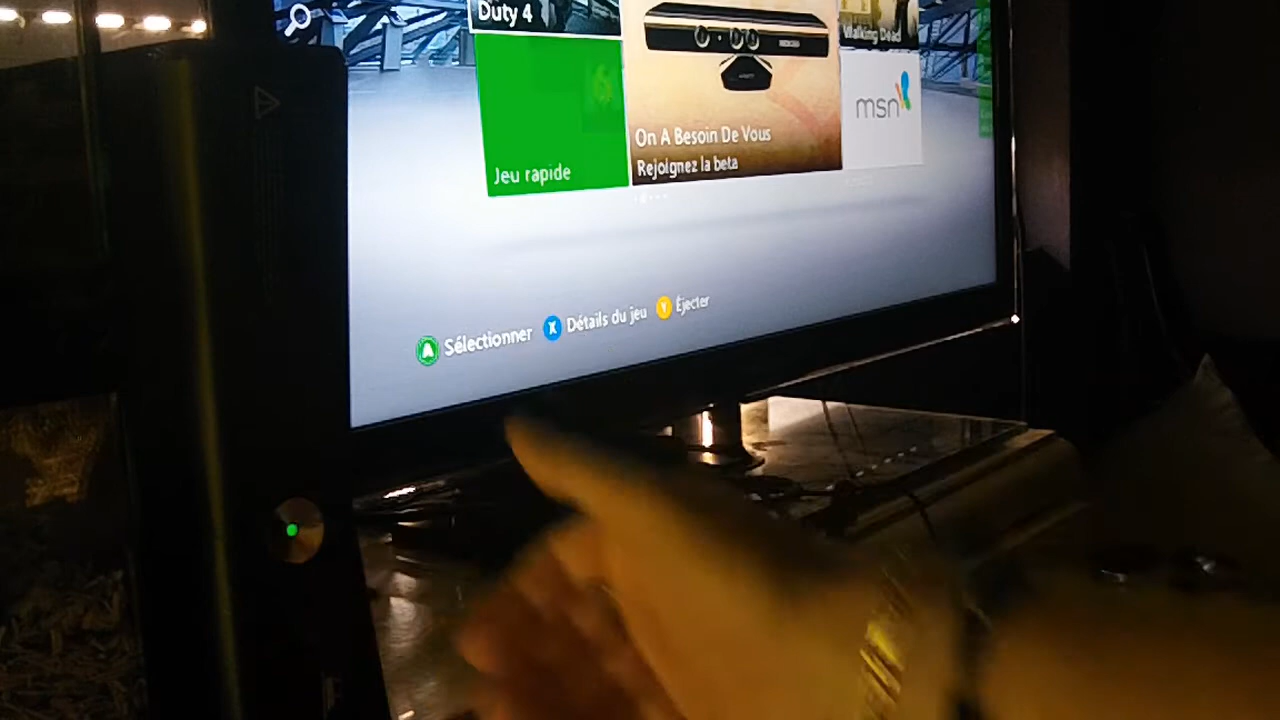 Duty 4
Walking Dead
msn
On A Besoin De Vous
Rejoignez la beta
Jeu rapide
A Sélectionner X Détails du jeu Y Éjecter